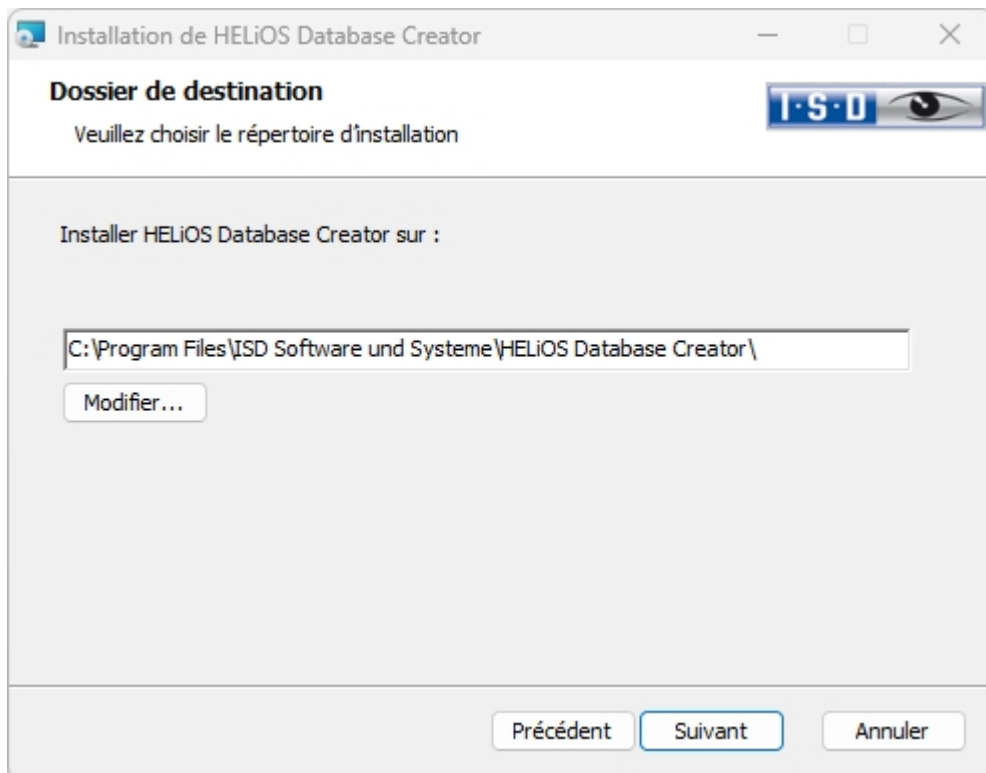 Installation de HELiOS Database Creator
Dossier de destination
Veuillez choisir le répertoire d'installation
I·S·D
Installer HELiOS Database Creator sur :
C:\Program Files\ISD Software und Systeme\HELiOS Database Creator\
Modifier...
Précédent Suivant Annuler